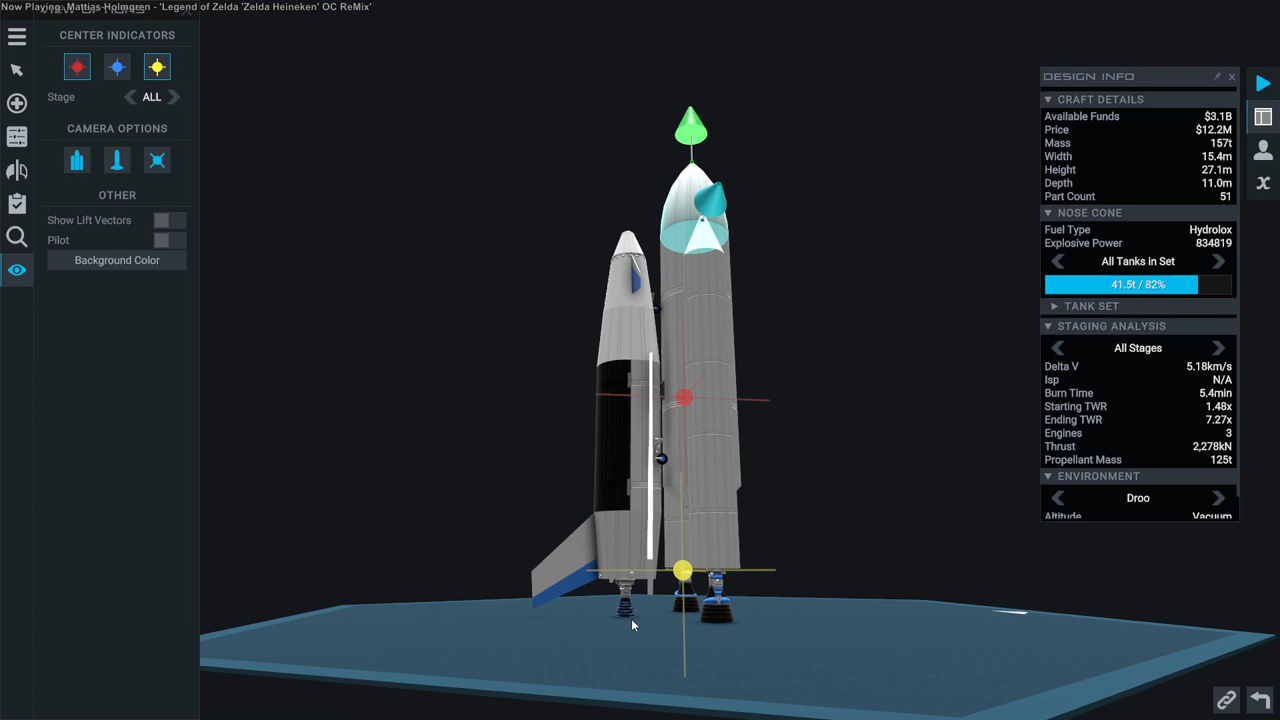 Now Playing: Mattias Holmgren - 'Legend of Zelda 'Zelda Heineken' OC ReMix'
VIEW OPTIONS
CENTER INDICATORS
Stage ALL
CAMERA OPTIONS
OTHER
Show Lift Vectors
Pilot
Background Color
DESIGN INFO
CRAFT DETAILS
Available Funds $3.1B
Price $12.2M
Mass 157t
Width 15.4m
Height 27.1m
Depth 11.0m
Part Count 51
NOSE CONE
Fuel Type Hydrolox
Explosive Power 834819
All Tanks in Set
41.5t / 82%
TANK SET
STAGING ANALYSIS
All Stages
Delta V 5.18km/s
Isp N/A
Burn Time 5.4min
Starting TWR 1.48x
Ending TWR 7.27x
Engines 3
Thrust 2,278kN
Propellant Mass 125t
ENVIRONMENT
Droo
Altitude Vacuum